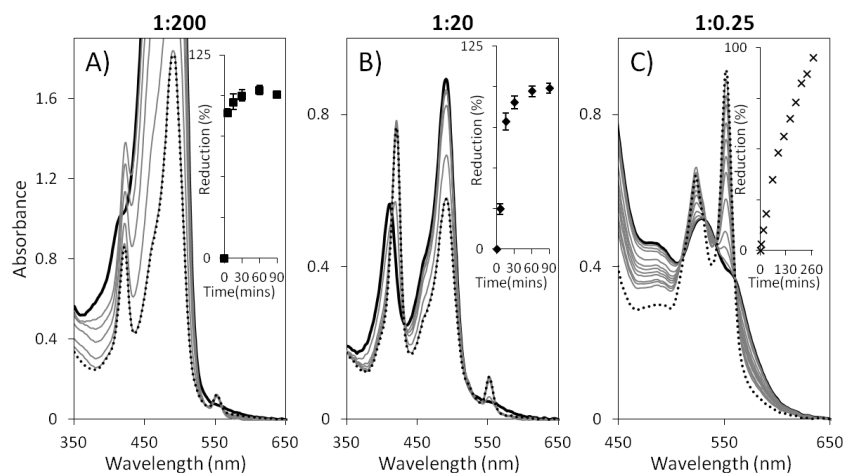 1:200
1:20
1:0.25
A)
B)
C)
Absorbance
1.6
1.2
0.8
0.4
0
350
450
550
650
Wavelength (nm)
Reduction (%)
125
0
0 30 60 90
Time(mins)
0.8
0.4
0
350
450
550
650
Wavelength (nm)
Reduction (%)
125
0
0 30 60 90
Time(mins)
0.8
0.4
0
450
550
650
Wavelength (nm)
Reduction (%)
100
0
0 130 260
Time(mins)